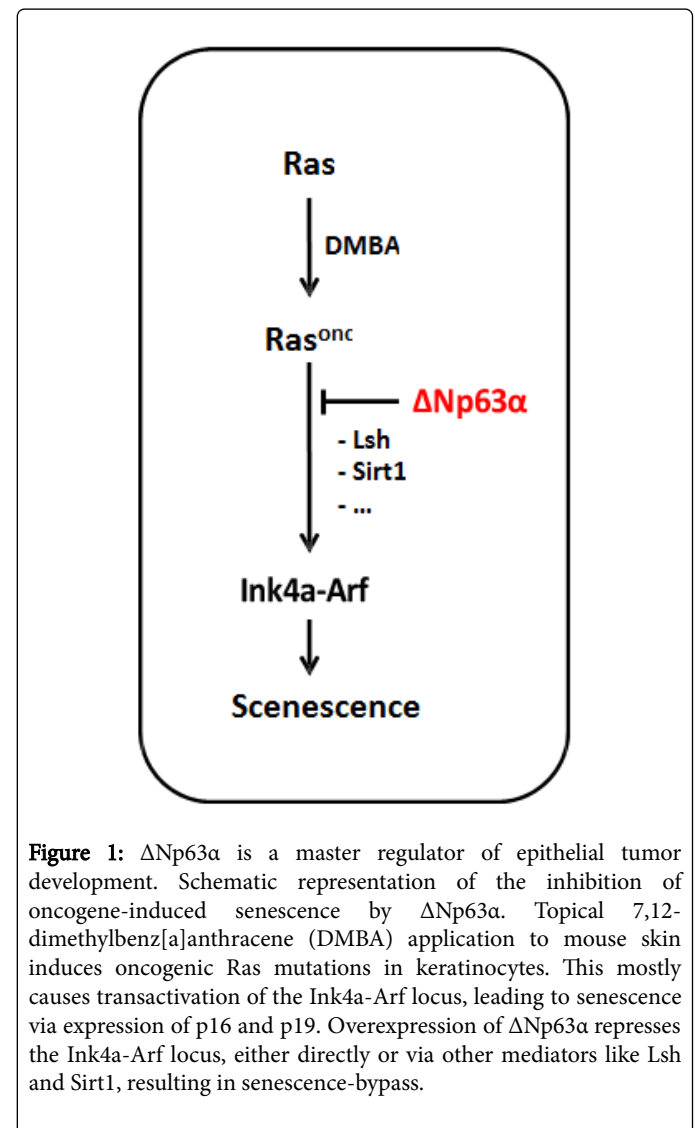 Ras
DMBA
Rasonc
ΔNp63α
- Lsh
- Sirt1
- ...
Ink4a-Arf
Scenescence
Figure 1: ΔNp63α is a master regulator of epithelial tumor
development. Schematic representation of the inhibition of
oncogene-induced senescence by ΔNp63α. Topical 7,12-
dimethylbenz[a]anthracene (DMBA) application to mouse skin
induces oncogenic Ras mutations in keratinocytes. This mostly
causes transactivation of the Ink4a-Arf locus, leading to senescence
via expression of p16 and p19. Overexpression of ΔNp63α represses
the Ink4a-Arf locus, either directly or via other mediators like Lsh
and Sirt1, resulting in senescence-bypass.